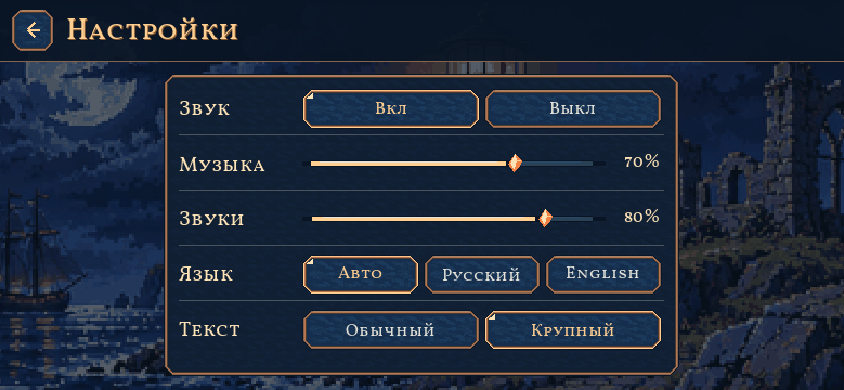 Настройки
Звук Вкл Выкл
Музыка 70%
Звуки 80%
Язык Авто Русский English
Текст Обычный Крупный